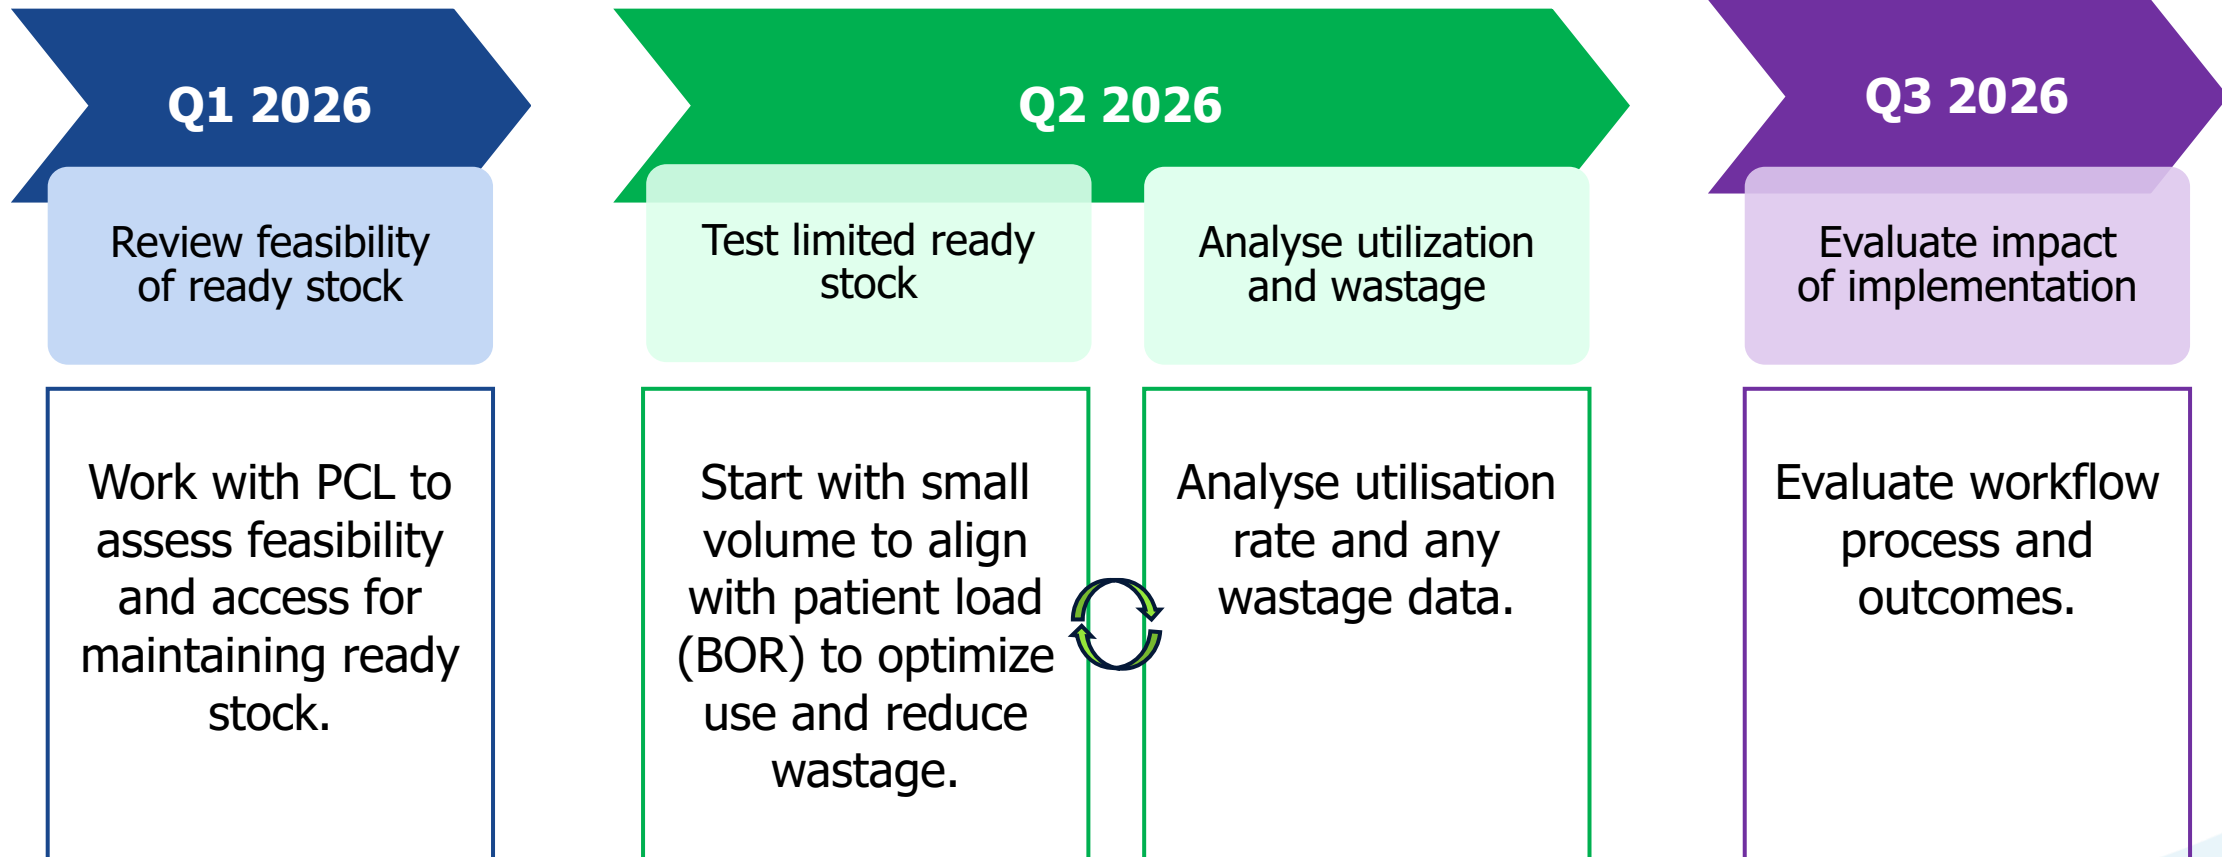 Q1 2026
Review feasibility
of ready stock
Work with PCL to
assess feasibility
and access for
maintaining ready
stock.
Q2 2026
Test limited ready
stock
Start with small
volume to align
with patient load
(BOR) to optimize
use and reduce
wastage.
Analyse utilization
and wastage
Analyse utilisation
rate and any
wastage data.
Q3 2026
Evaluate impact
of implementation
Evaluate workflow
process and
outcomes.